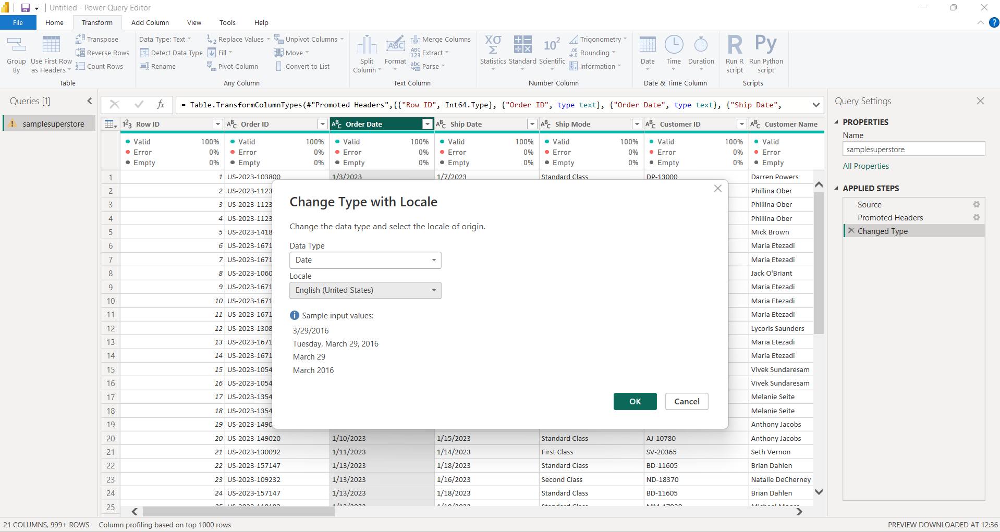 Untitled - Power Query Editor
File Home Transform Add Column View Tools Help
Group By
Use First Row as Headers
Transpose
Reverse Rows
Count Rows
Table
Data Type: Text
Detect Data Type
Rename
Replace Values
Fill
Pivot Column
Unpivot Columns
Move
Convert to List
Any Column
Split Column
Format
Merge Columns
Extract
Parse
Text Column
Statistics
Standard
Scientific
Trigonometry
Rounding
Information
Number Column
Date
Time
Duration
Date & Time Column
Run R script
Run Python script
Scripts
Queries [1]
samplesuperstore
= Table.TransformColumnTypes(#"Promoted Headers",{{"Row ID", Int64.Type}, {"Order ID", type text}, {"Order Date", type text}, {"Ship Date",
Row ID Order ID Order Date Ship Date Ship Mode Customer ID Customer Name
Valid 100% Valid 100% Valid 100% Valid 100% Valid 100% Valid 100% Valid
Error 0% Error 0% Error 0% Error 0% Error 0% Error 0% Error
Empty 0% Empty 0% Empty 0% Empty 0% Empty 0% Empty 0% Empty
1 1 US-2023-103800 1/3/2023 1/7/2023 Standard Class DP-13000 Darren Powers
2 2 US-2023-1123 Phillina Ober
3 3 US-2023-1123 Phillina Ober
4 4 US-2023-1123 Phillina Ober
5 5 US-2023-1418 Mick Brown
6 6 US-2023-1671 Maria Etezadi
7 7 US-2023-1671 Maria Etezadi
8 8 US-2023-1060 Jack O'Briant
9 9 US-2023-1671 Maria Etezadi
10 10 US-2023-1671 Maria Etezadi
11 11 US-2023-1671 Maria Etezadi
12 12 US-2023-1308 Lycoris Saunders
13 13 US-2023-1671 Maria Etezadi
14 14 US-2023-1671 Maria Etezadi
15 15 US-2023-1054 Vivek Sundaresam
16 16 US-2023-1054 Vivek Sundaresam
17 17 US-2023-1354 Melanie Seite
18 18 US-2023-1354 Melanie Seite
19 19 US-2023-1490 Anthony Jacobs
20 20 US-2023-149020 1/10/2023 1/15/2023 Standard Class AJ-10780 Anthony Jacobs
21 21 US-2023-130092 1/11/2023 1/14/2023 First Class SV-20365 Seth Vernon
22 22 US-2023-157147 1/13/2023 1/18/2023 Standard Class BD-11605 Brian Dahlen
23 23 US-2023-109232 1/13/2023 1/16/2023 Second Class ND-18370 Natalie DeCherney
24 24 US-2023-157147 1/13/2023 1/18/2023 Standard Class BD-11605 Brian Dahlen
25
Change Type with Locale
Change the data type and select the locale of origin.
Data Type
Date
Locale
English (United States)
Sample input values:
3/29/2016
Tuesday, March 29, 2016
March 29
March 2016
OK Cancel
Query Settings
PROPERTIES
Name
samplesuperstore
All Properties
APPLIED STEPS
Source
Promoted Headers
Changed Type
21 COLUMNS, 999+ ROWS Column profiling based on top 1000 rows PREVIEW DOWNLOADED AT 12:36